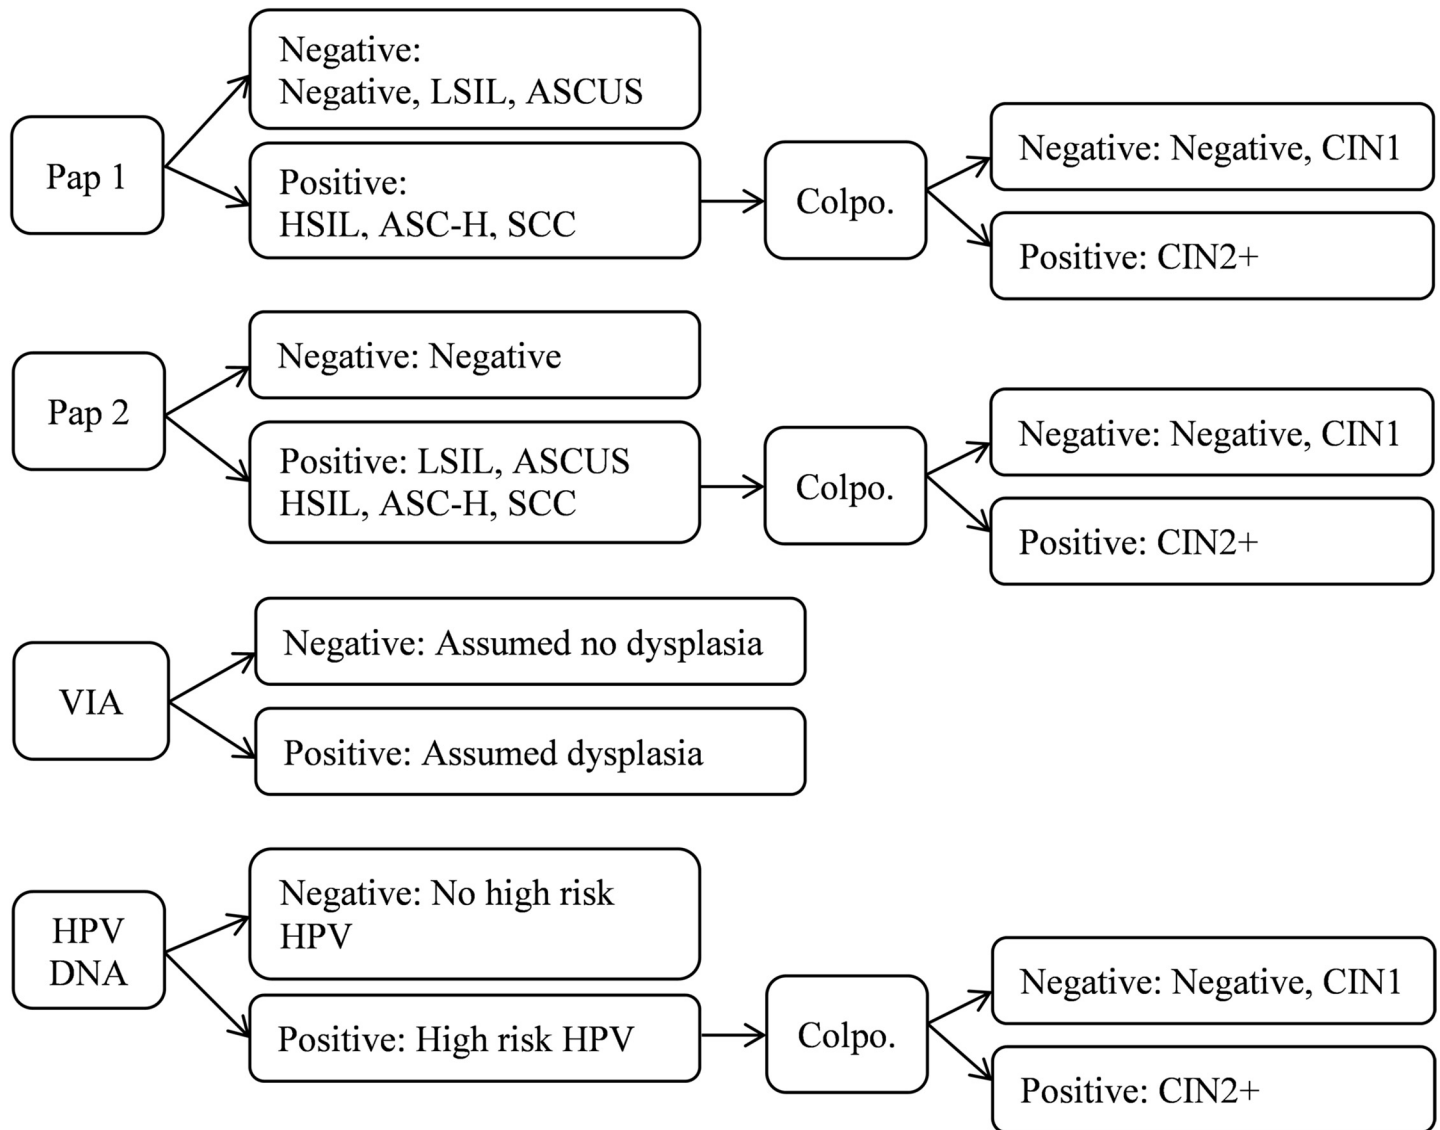 Pap 1
Negative:
Negative, LSIL, ASCUS
Positive:
HSIL, ASC-H, SCC
Colpo.
Negative: Negative, CIN1
Positive: CIN2+
Pap 2
Negative: Negative
Positive: LSIL, ASCUS
HSIL, ASC-H, SCC
Colpo.
Negative: Negative, CIN1
Positive: CIN2+
VIA
Negative: Assumed no dysplasia
Positive: Assumed dysplasia
HPV
DNA
Negative: No high risk
HPV
Positive: High risk HPV
Colpo.
Negative: Negative, CIN1
Positive: CIN2+